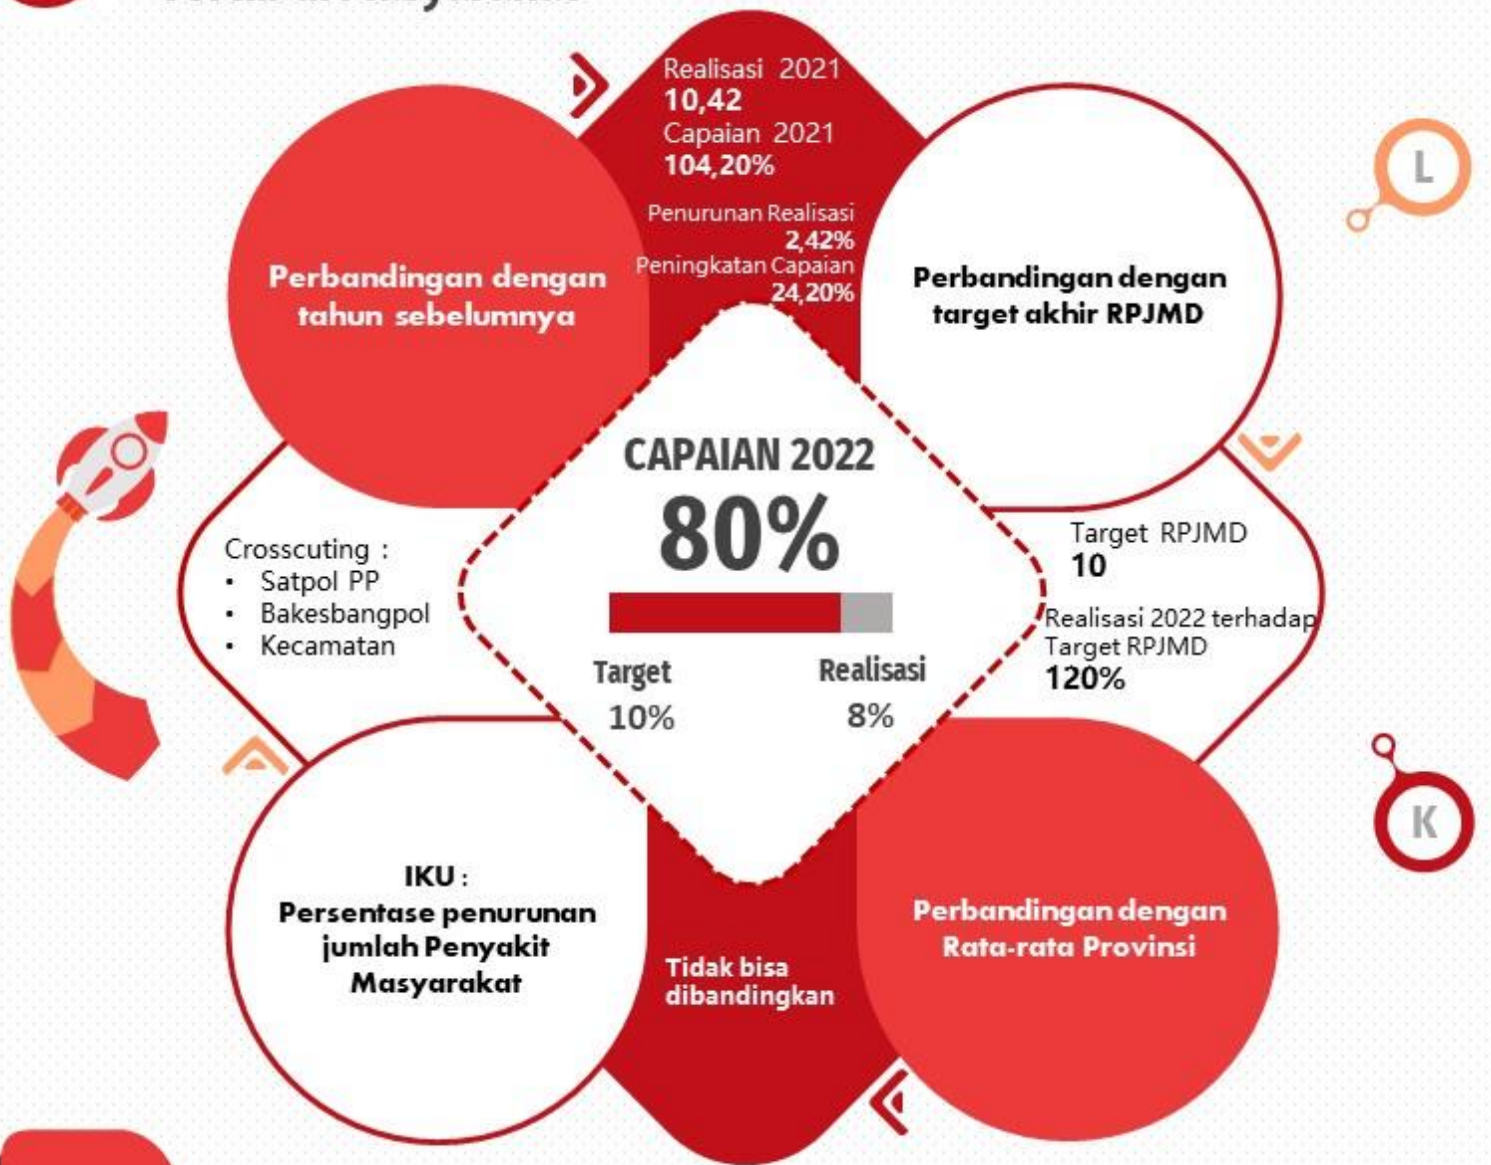 Realisasi 2021
10,42
Capaian 2021
104,20%
Penurunan Realisasi
2,42%
Peningkatan Capaian
24,20%
Perbandingan dengan
tahun sebelumnya
Perbandingan dengan
target akhir RPJMD
L
CAPAIAN 2022
80%
Target
10%
Realisasi
8%
Crosscuting :
• Satpol PP
• Bakesbangpol
• Kecamatan
Target RPJMD
10
Realisasi 2022 terhadap
Target RPJMD
120%
K
IKU :
Persentase penurunan
jumlah Penyakit
Masyarakat
Tidak bisa
dibandingkan
Perbandingan dengan
Rata-rata Provinsi